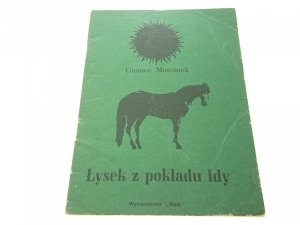 Gustaw Morcinek
Łysek z pokładu Idy
Wydawnictwo „Śląsk"